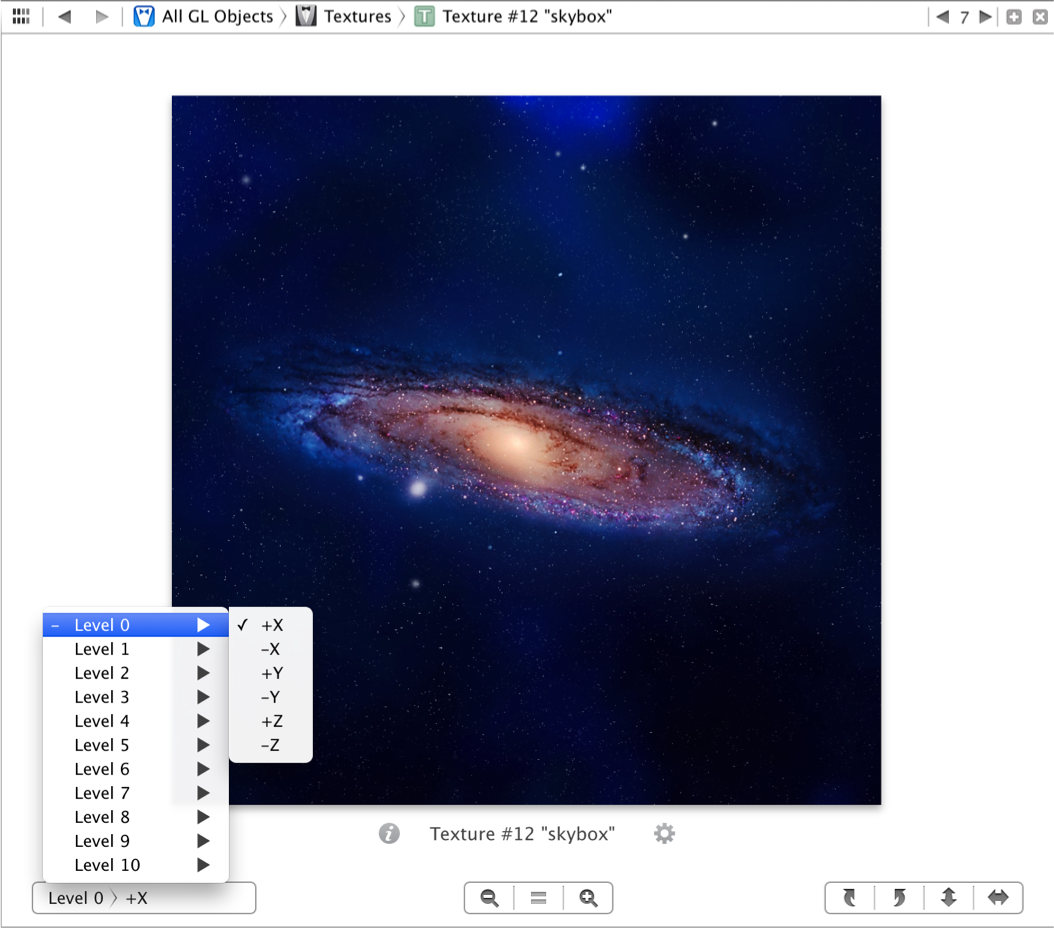 All GL Objects 〉 Textures 〉 T Texture #12 "skybox"
7
– Level 0
Level 1
Level 2
Level 3
Level 4
Level 5
Level 6
Level 7
Level 8
Level 9
Level 10
✓ +X
–X
+Y
–Y
+Z
–Z
i Texture #12 "skybox"
Level 0 〉 +X